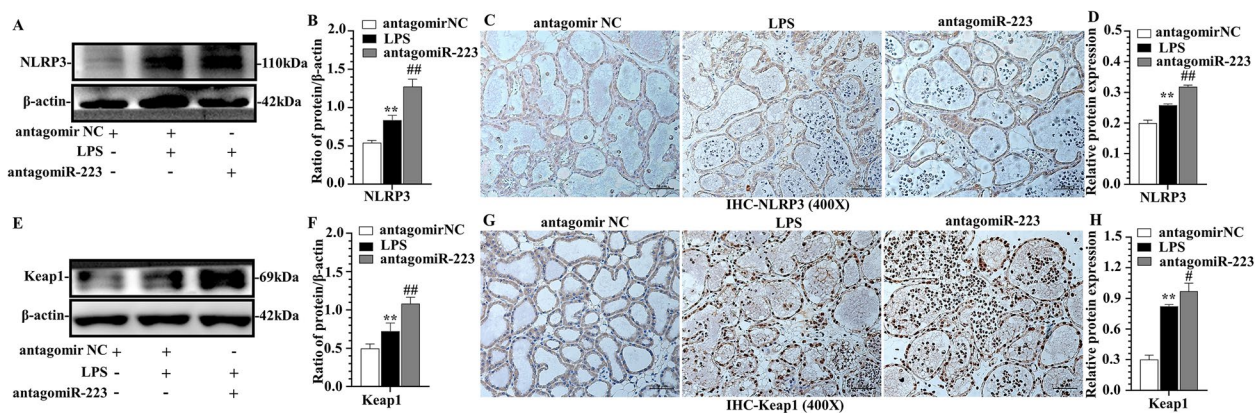 A
NLRP3
110kDa
β-actin
42kDa
antagomir NC + + -
LPS - + +
antagomiR-223 - - +
B
antagomirNC
LPS
antagomiR-223
Ratio of protein/β-actin
2.0
1.5
1.0
0.5
0.0
**
##
NLRP3
C
antagomir NC
LPS
antagomiR-223
IHC-NLRP3 (400X)
D
antagomirNC
LPS
antagomiR-223
Relative protein expression
0.5
0.4
0.3
0.2
0.1
0.0
**
##
NLRP3
E
Keap1
69kDa
β-actin
42kDa
antagomir NC + + -
LPS - + +
antagomiR-223 - - +
F
antagomirNC
LPS
antagomiR-223
Ratio of protein/β-actin
2.0
1.5
1.0
0.5
0.0
**
##
Keap1
G
antagomir NC
LPS
antagomiR-223
IHC-Keap1 (400X)
H
antagomirNC
LPS
antagomiR-223
Relative protein expression
1.5
1.2
0.9
0.6
0.3
0.0
**
#
Keap1